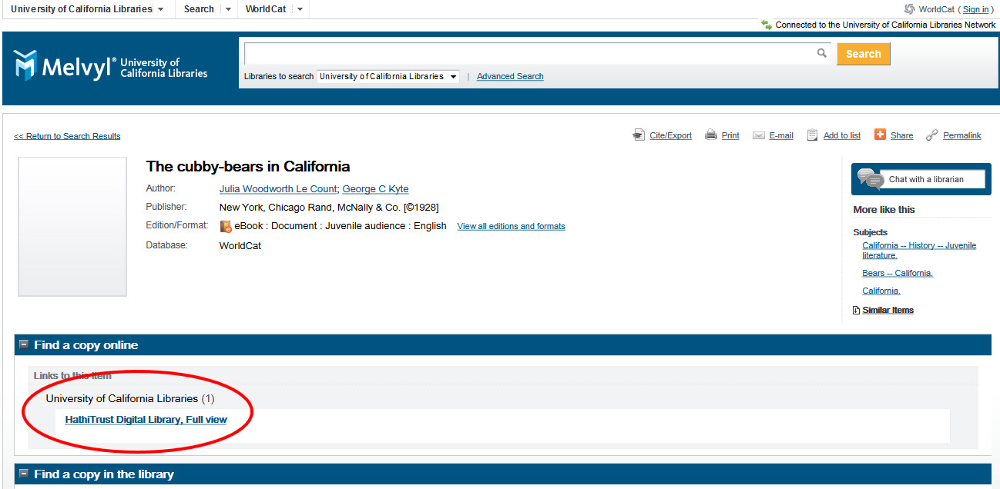 University of California Libraries Search WorldCat
WorldCat ( Sign in )
Connected to the University of California Libraries Network
Melvyl® University of
California Libraries
Search
Libraries to search University of California Libraries | Advanced Search
<< Return to Search Results
Cite/Export Print E-mail Add to list Share Permalink
The cubby-bears in California
Author: Julia Woodworth Le Count; George C Kyte
Publisher: New York, Chicago Rand, McNally & Co. [©1928]
Edition/Format: eBook : Document : Juvenile audience : English View all editions and formats
Database: WorldCat
Chat with a librarian
More like this
Subjects
California -- History -- Juvenile
literature.
Bears -- California.
California.
Similar Items
Find a copy online
Links to this item
University of California Libraries (1)
HathiTrust Digital Library, Full view
Find a copy in the library